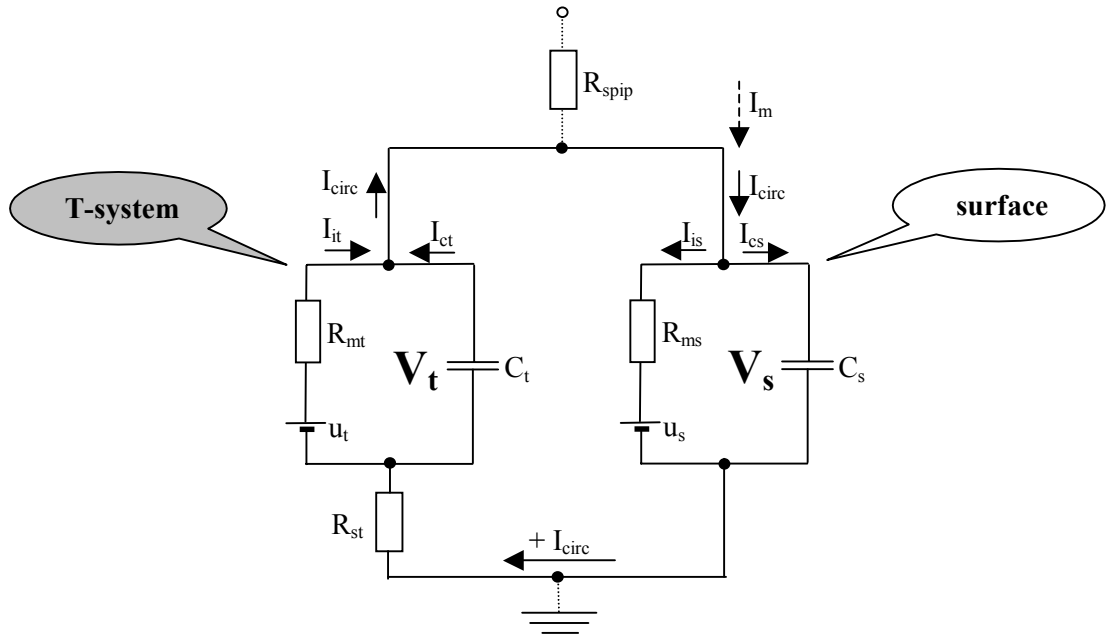 R_spip
I_m
I_circ
I_circ
T-system
surface
I_it
I_ct
I_is
I_cs
R_mt
V_t
C_t
R_ms
V_s
C_s
u_t
u_s
R_st
+ I_circ